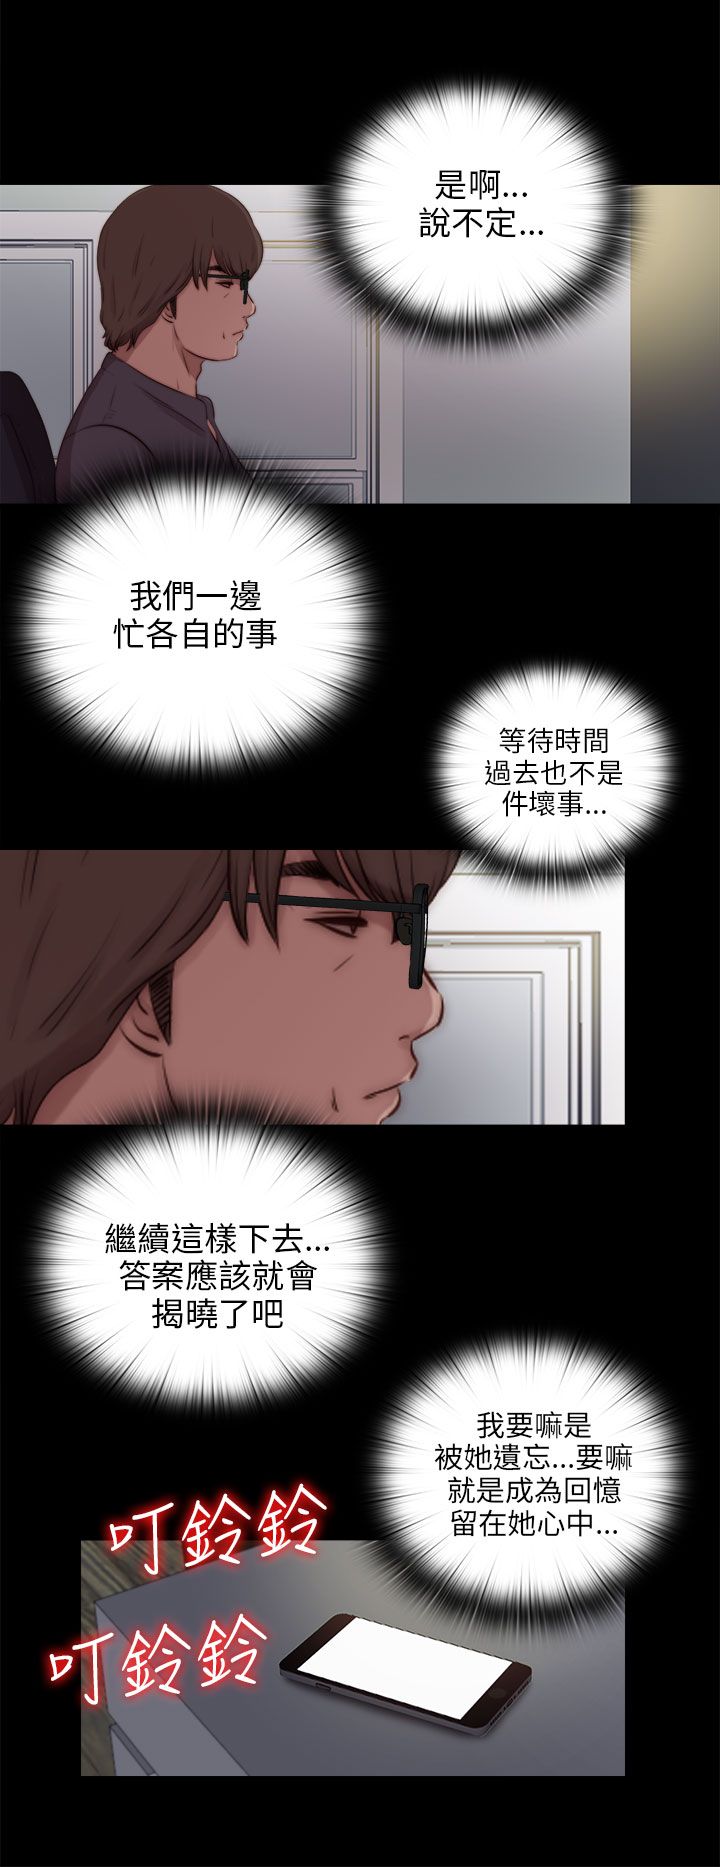 是啊...
說不定...
我們一邊
忙各自的事
等待時間
過去也不是
件壞事...
繼續這樣下去...
答案應該就會
揭曉了吧
我要嘛是
被她遺忘...要嘛
就是成為回憶
留在她心中...
叮鈴鈴
叮鈴鈴